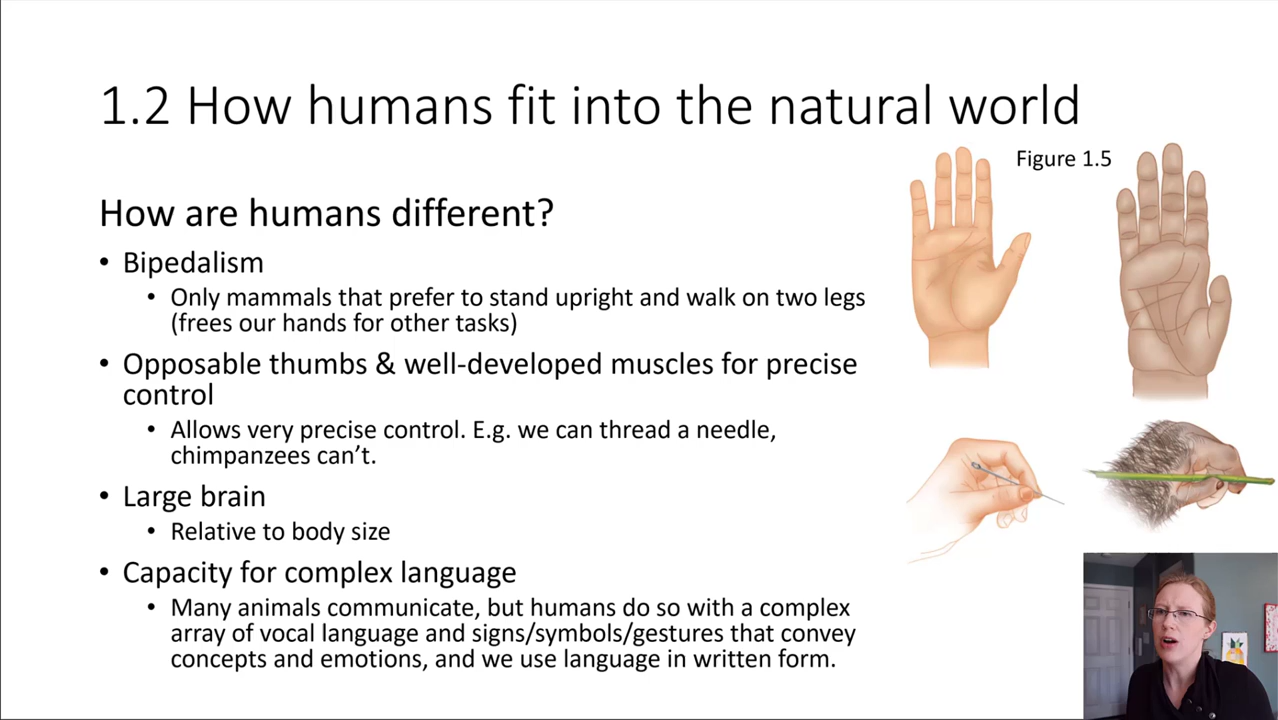 1.2 How humans fit into the natural world
Figure 1.5
How are humans different?
• Bipedalism
• Only mammals that prefer to stand upright and walk on two legs
(frees our hands for other tasks)
• Opposable thumbs & well-developed muscles for precise
control
• Allows very precise control. E.g. we can thread a needle,
chimpanzees can't.
• Large brain
• Relative to body size
• Capacity for complex language
• Many animals communicate, but humans do so with a complex
array of vocal language and signs/symbols/gestures that convey
concepts and emotions, and we use language in written form.